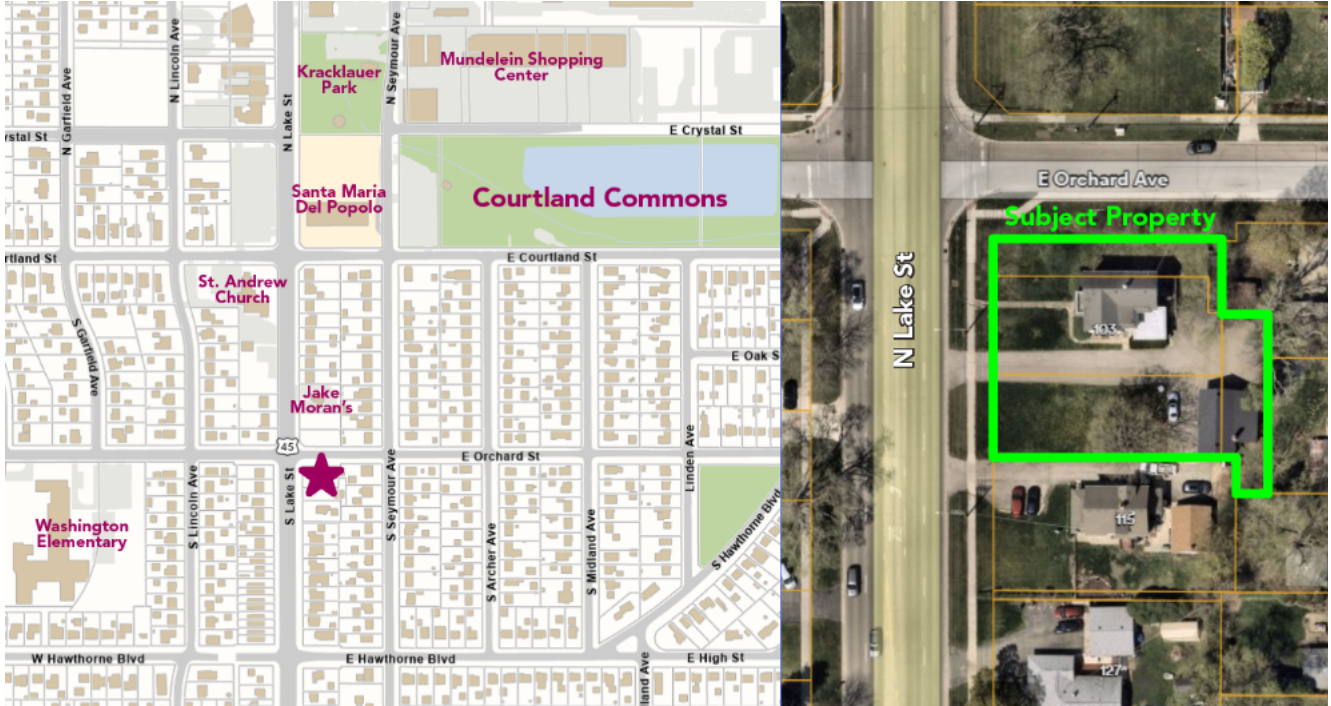 N Garfield Ave
N Lincoln Ave
N Lake St
N Seymour Ave
Kracklauer
Park
Mundelein Shopping
Center
ystal St
E Crystal St
Santa Maria
Del Popolo
Courtland Commons
rtland St
E Courtland St
St. Andrew
Church
S Garfield Ave
E Oak S
Jake
Moran's
45
E Orchard St
S Lincoln Ave
S Lake St
S Seymour Ave
S Archer Ave
S Midland Ave
Linden Ave
S Hawthorne Blvd
Washington
Elementary
W Hawthorne Blvd
E Hawthorne Blvd
E High St
land Ave
E Orchard Ave
Subject Property
N Lake St
103
115
127